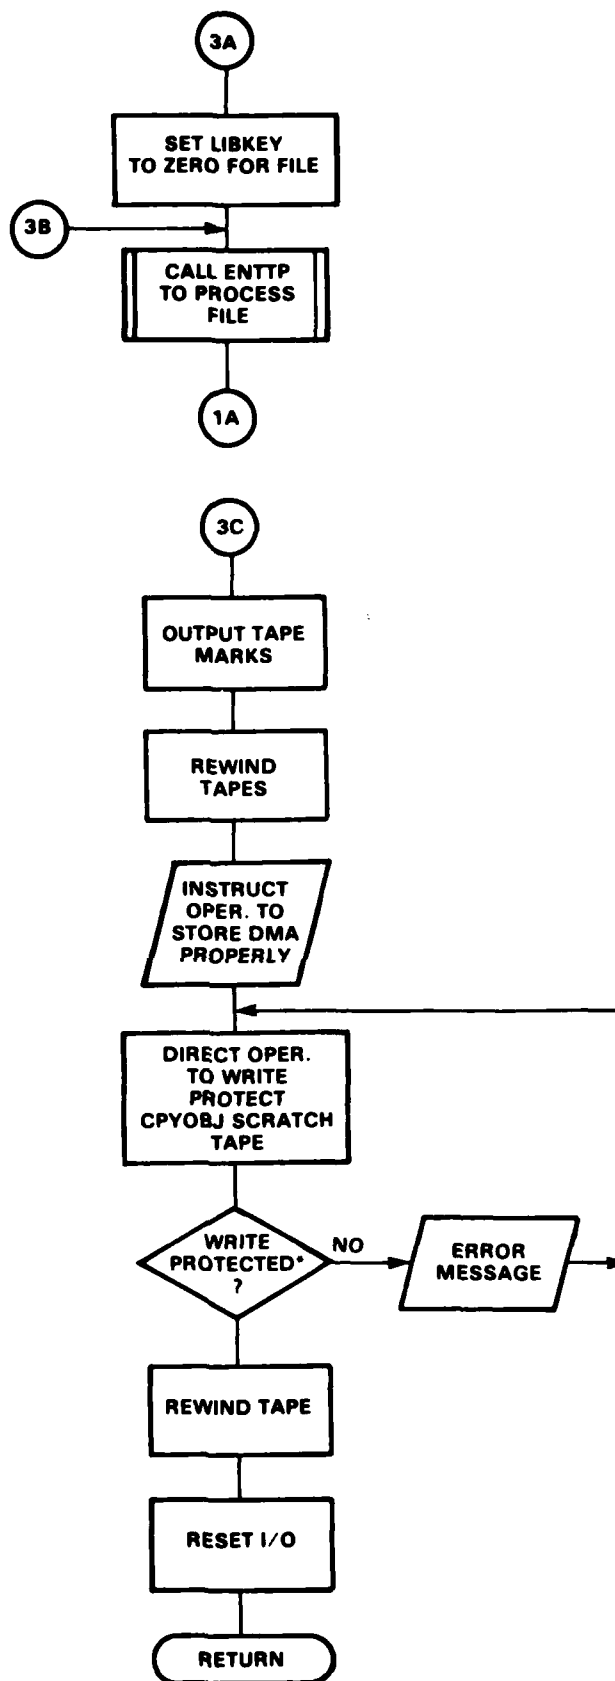 3A
SET LIBKEY
TO ZERO FOR FILE
3B
CALL ENTTP
TO PROCESS
FILE
1A
3C
OUTPUT TAPE
MARKS
REWIND
TAPES
INSTRUCT
OPER. TO
STORE DMA
PROPERLY
DIRECT OPER.
TO WRITE
PROTECT
CPYOBJ SCRATCH
TAPE
WRITE
PROTECTED*
?
NO
ERROR
MESSAGE
REWIND TAPE
RESET I/O
RETURN